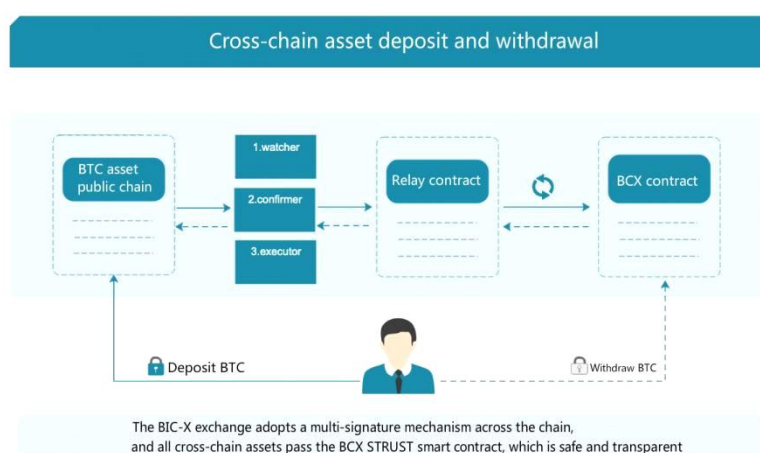 Cross-chain asset deposit and withdrawal
1.watcher
BTC asset
public chain
2.confirmer
3.executor
Relay contract
BCX contract
Deposit BTC
Withdraw BTC
The BIC-X exchange adopts a multi-signature mechanism across the chain,
and all cross-chain assets pass the BCX STRUST smart contract, which is safe and transparent